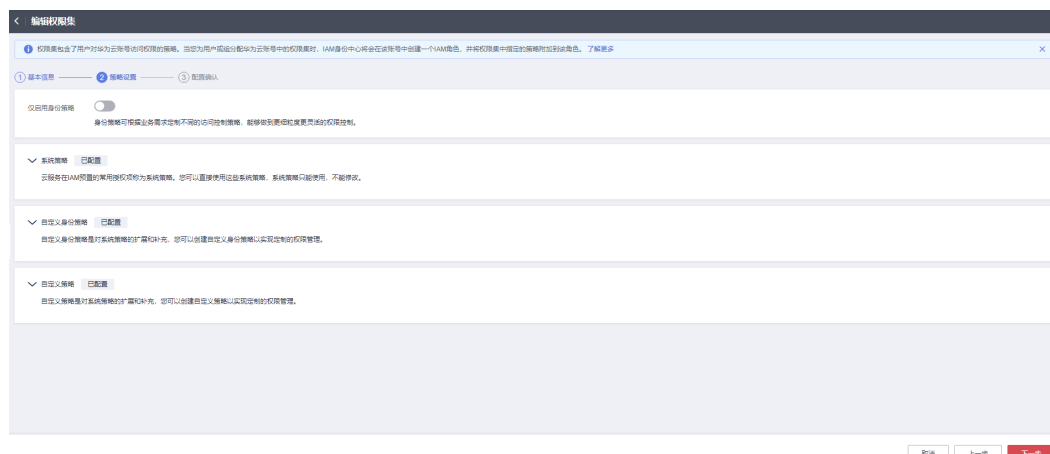 编辑权限集
权限集包含了用户对华为云账号访问权限的策略。当您为用户或组分配华为云账号中的权限集时，IAM身份中心将会在该账号中创建一个IAM角色，并将权限集中指定的策略附加到该角色。 了解更多
1 基本信息 2 策略设置 3 配置确认
仅启用身份策略
身份策略可根据业务需求定制不同的访问控制策略，能够做到更细粒度更灵活的权限控制。
系统策略 已配置
云服务在IAM预置的常用授权项称为系统策略。您可以直接使用这些系统策略，系统策略只能使用，不能修改。
自定义身份策略 已配置
自定义身份策略是对系统策略的扩展和补充，您可以创建自定义身份策略以实现定制的权限管理。
自定义策略 已配置
自定义策略是对系统策略的扩展和补充，您可以创建自定义策略以实现定制的权限管理。
取消 上一步 下一步